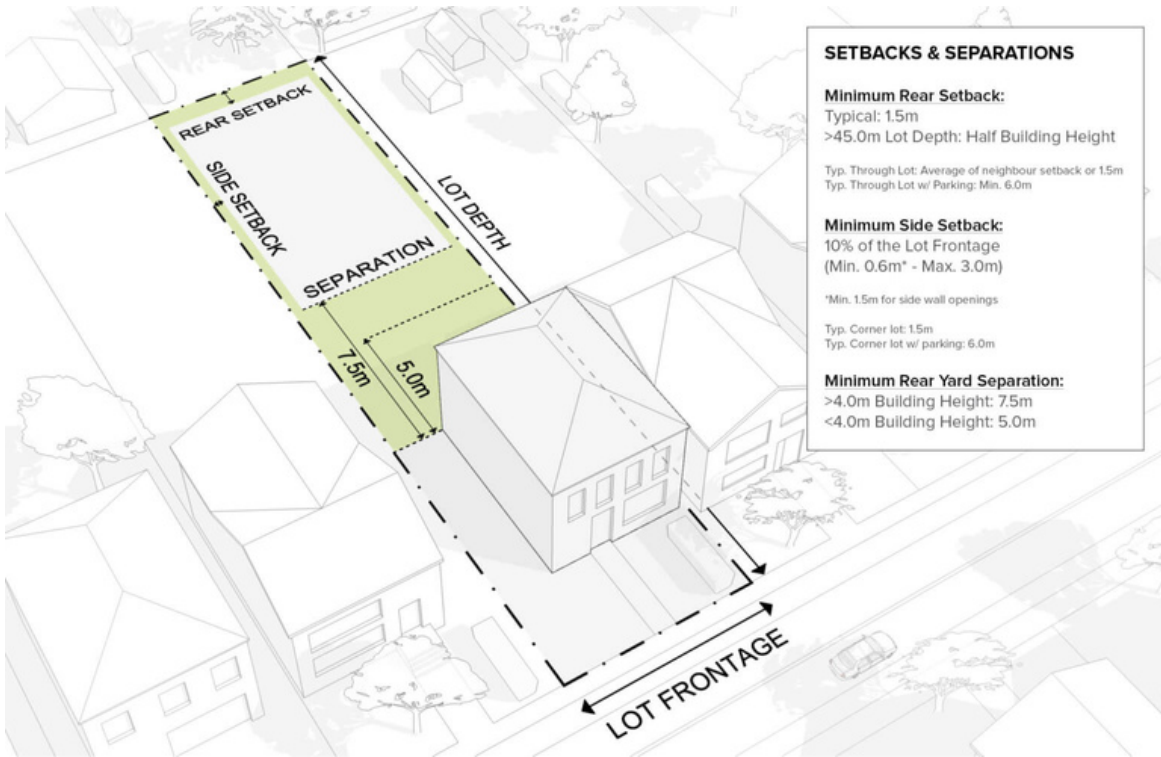 REAR SETBACK
SIDE SETBACK
LOT DEPTH
SEPARATION
7.5m
5.0m
LOT FRONTAGE
SETBACKS & SEPARATIONS
Minimum Rear Setback:
Typical: 1.5m
>45.0m Lot Depth: Half Building Height
Typ. Through Lot: Average of neighbour setback or 1.5m
Typ. Through Lot w/ Parking: Min. 6.0m
Minimum Side Setback:
10% of the Lot Frontage
(Min. 0.6m* - Max. 3.0m)
*Min. 1.5m for side wall openings
Typ. Corner lot: 1.5m
Typ. Corner lot w/ parking: 6.0m
Minimum Rear Yard Separation:
>4.0m Building Height: 7.5m
<4.0m Building Height: 5.0m